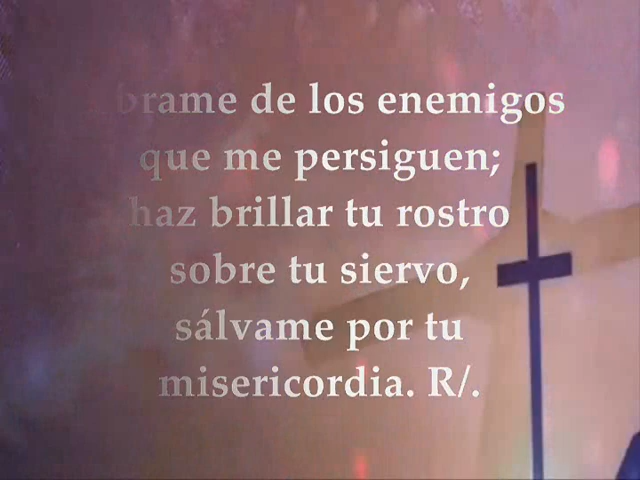 brame de los enemigos
que me persiguen;
haz brillar tu rostro
sobre tu siervo,
sálvame por tu
misericordia. R/.